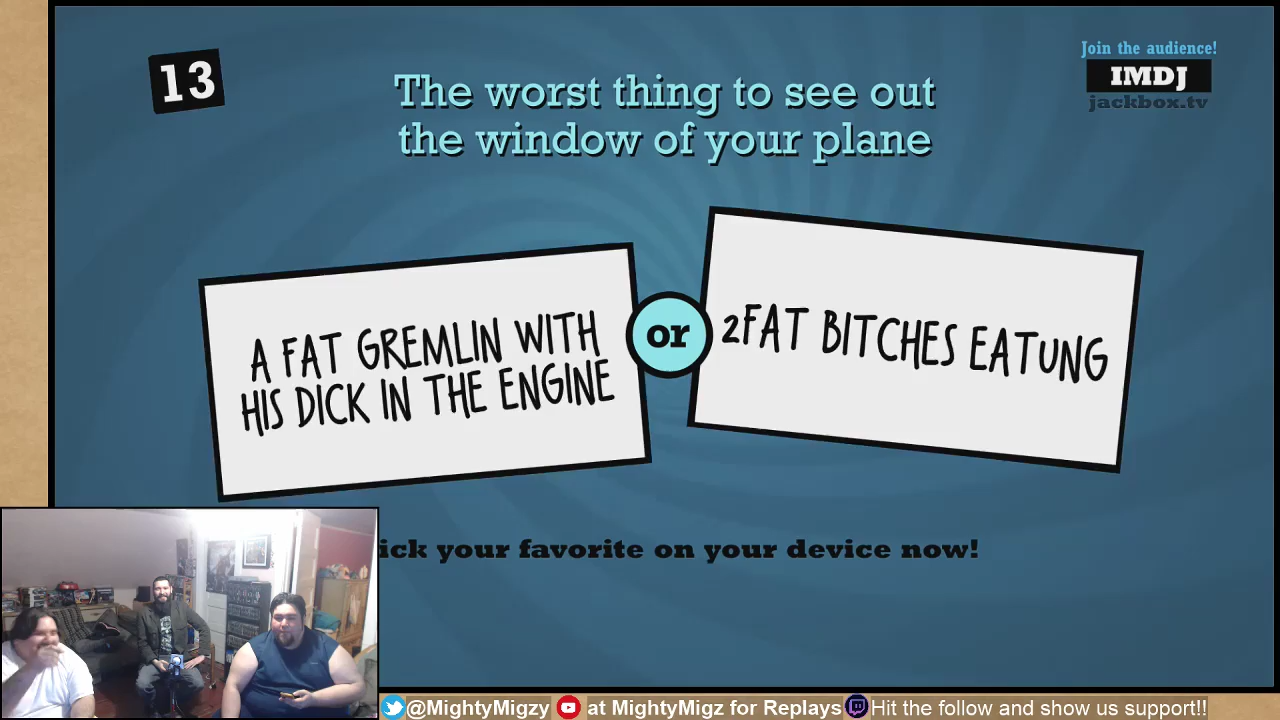 13
The worst thing to see out
the window of your plane
Join the audience!
IMDJ
jackbox.tv
A FAT GREMLIN WITH
HIS DICK IN THE ENGINE
or
2FAT BITCHES EATUNG
ick your favorite on your device now!
@MightyMigzy at MightyMigz for Replays Hit the follow and show us support!!